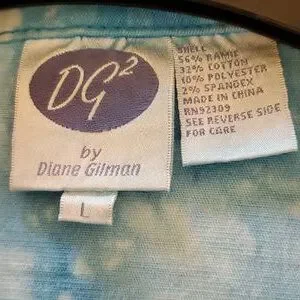 DG²
by
Diane Gilman
L
SHELL
56% RAMIE
32% COTTON
10% POLYESTER
2% SPANDEX
MADE IN CHINA
RN92309
SEE REVERSE SIDE
FOR CARE